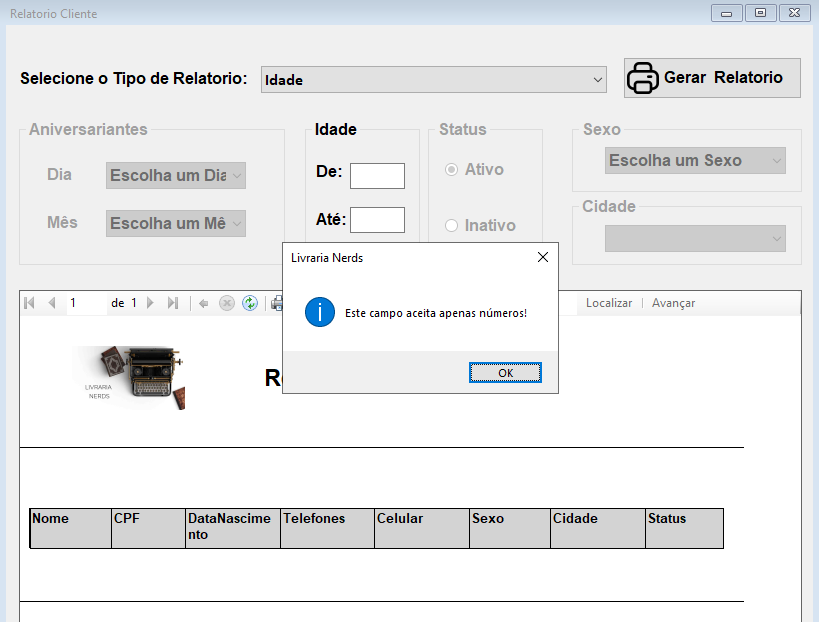 Relatorio Cliente
Selecione o Tipo de Relatorio:
Idade
Gerar Relatorio
Aniversariantes
Dia
Escolha um Dia
Mês
Escolha um Mê
Idade
De:
Até:
Status
Ativo
Inativo
Sexo
Escolha um Sexo
Cidade
Livraria Nerds
Este campo aceita apenas números!
OK
1 de 1
Localizar | Avançar
LIVRARIA
NERDS
Nome CPF DataNascime Telefones Celular Sexo Cidade Status
nto